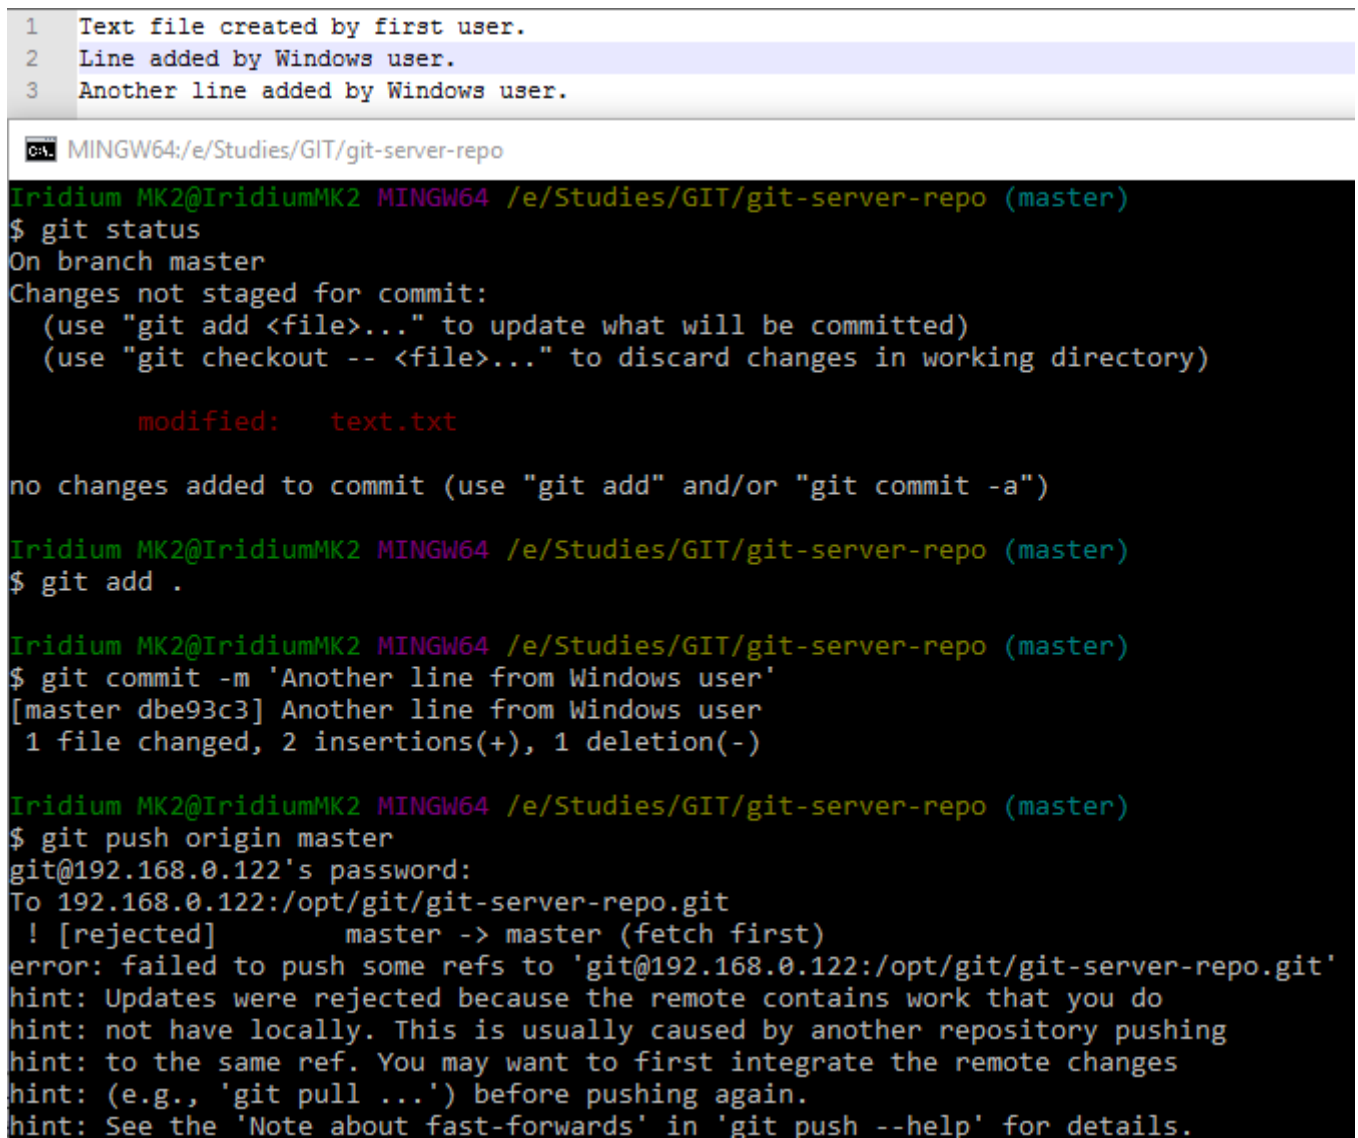 1 Text file created by first user.
2 Line added by Windows user.
3 Another line added by Windows user.
MINGW64:/e/Studies/GIT/git-server-repo
Iridium MK2@IridiumMK2 MINGW64 /e/Studies/GIT/git-server-repo (master)
$ git status
On branch master
Changes not staged for commit:
  (use "git add <file>..." to update what will be committed)
  (use "git checkout -- <file>..." to discard changes in working directory)
        modified:   text.txt
no changes added to commit (use "git add" and/or "git commit -a")
Iridium MK2@IridiumMK2 MINGW64 /e/Studies/GIT/git-server-repo (master)
$ git add .
Iridium MK2@IridiumMK2 MINGW64 /e/Studies/GIT/git-server-repo (master)
$ git commit -m 'Another line from Windows user'
[master dbe93c3] Another line from Windows user
 1 file changed, 2 insertions(+), 1 deletion(-)
Iridium MK2@IridiumMK2 MINGW64 /e/Studies/GIT/git-server-repo (master)
$ git push origin master
git@192.168.0.122's password:
To 192.168.0.122:/opt/git/git-server-repo.git
 ! [rejected]        master -> master (fetch first)
error: failed to push some refs to 'git@192.168.0.122:/opt/git/git-server-repo.git'
hint: Updates were rejected because the remote contains work that you do
hint: not have locally. This is usually caused by another repository pushing
hint: to the same ref. You may want to first integrate the remote changes
hint: (e.g., 'git pull ...') before pushing again.
hint: See the 'Note about fast-forwards' in 'git push --help' for details.